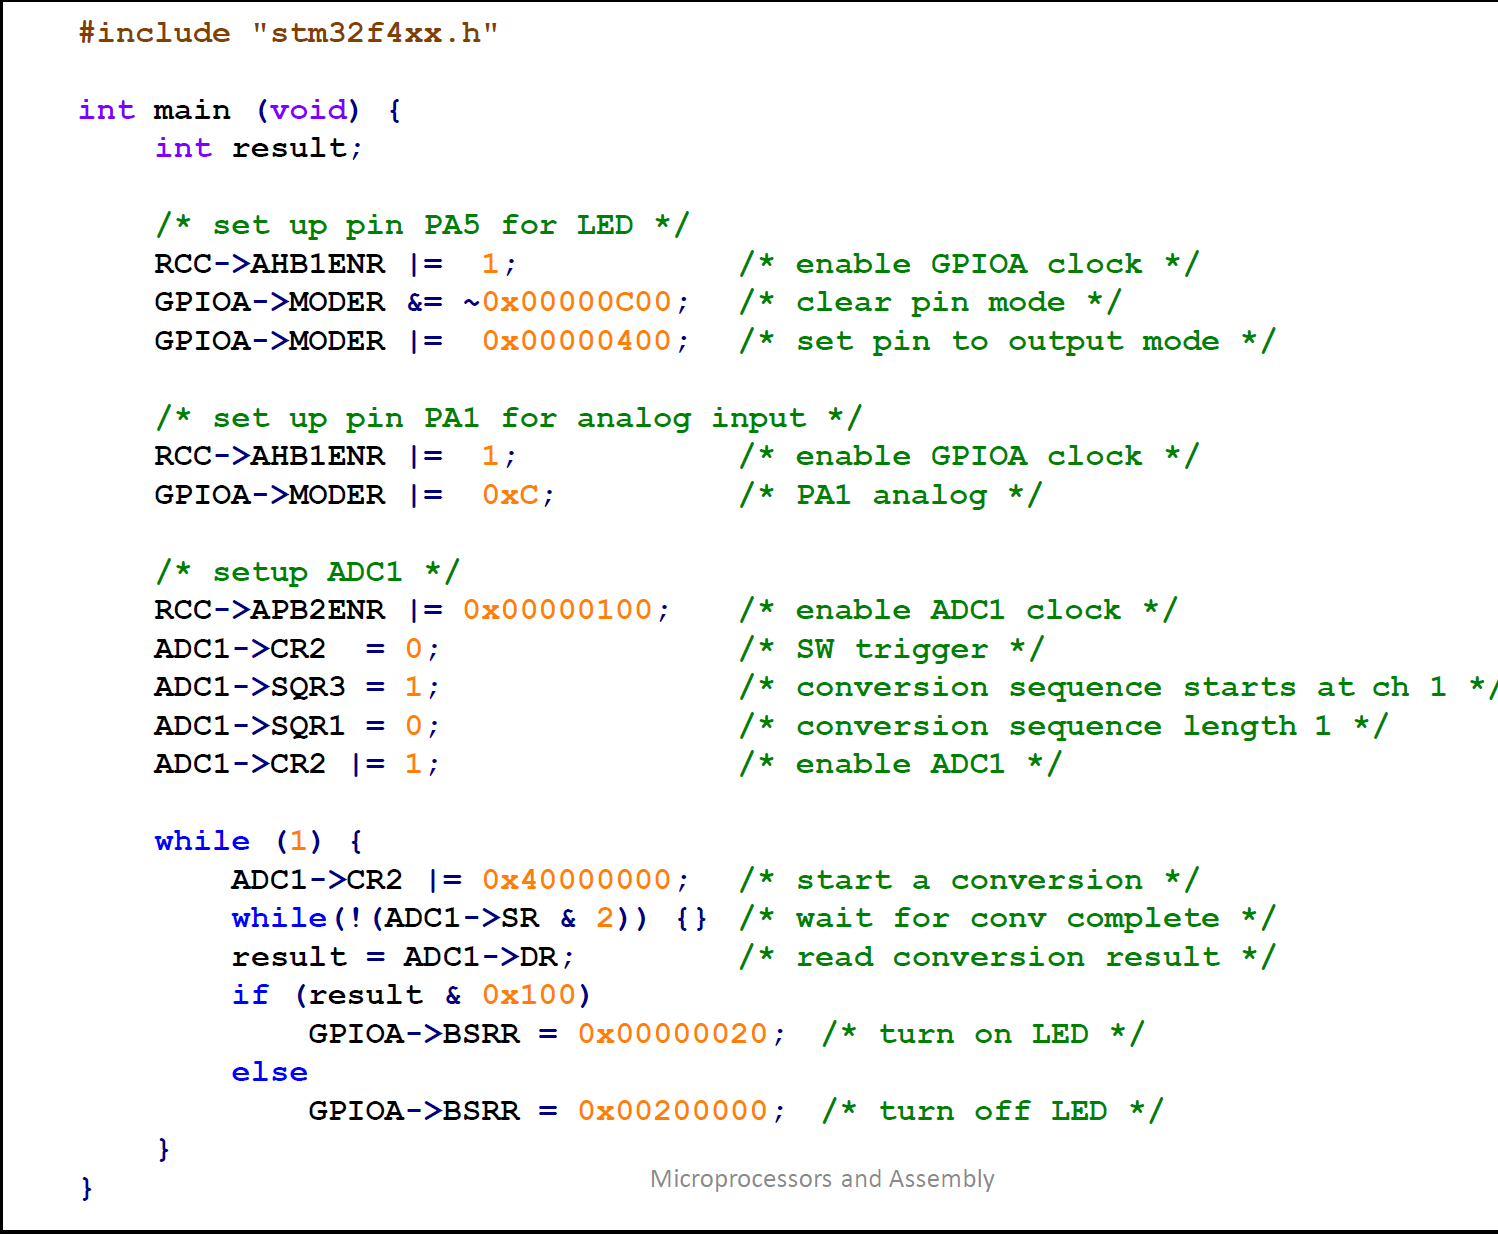 #include "stm32f4xx.h"
int main (void) {
int result;
/* set up pin PA5 for LED */
RCC->AHB1ENR |= 1; /* enable GPIOA clock */
GPIOA->MODER &= ~0x00000C00; /* clear pin mode */
GPIOA->MODER |= 0x00000400; /* set pin to output mode */
/* set up pin PA1 for analog input */
RCC->AHB1ENR |= 1; /* enable GPIOA clock */
GPIOA->MODER |= 0xC; /* PA1 analog */
/* setup ADC1 */
RCC->APB2ENR |= 0x00000100; /* enable ADC1 clock */
ADC1->CR2 = 0; /* SW trigger */
ADC1->SQR3 = 1; /* conversion sequence starts at ch 1 */
ADC1->SQR1 = 0; /* conversion sequence length 1 */
ADC1->CR2 |= 1; /* enable ADC1 */
while (1) {
ADC1->CR2 |= 0x40000000; /* start a conversion */
while(!(ADC1->SR & 2)) {} /* wait for conv complete */
result = ADC1->DR; /* read conversion result */
if (result & 0x100)
GPIOA->BSRR = 0x00000020; /* turn on LED */
else
GPIOA->BSRR = 0x00200000; /* turn off LED */
}
}
Microprocessors and Assembly